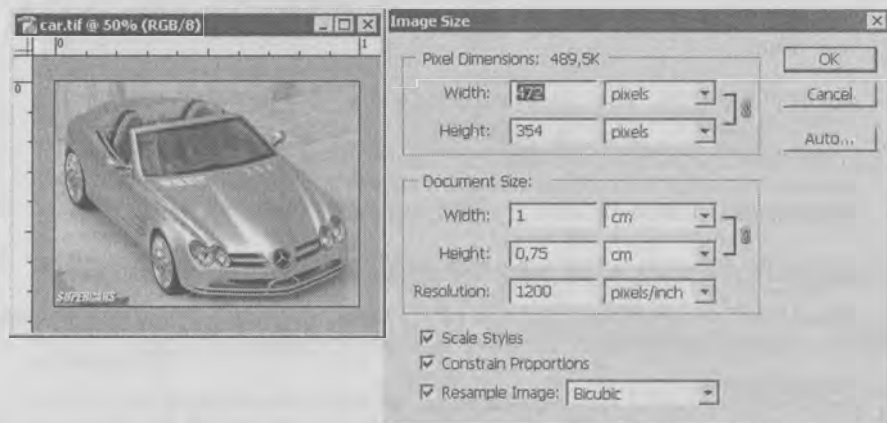 car.tif @ 50% (RGB/8)
0 1
0
SUPERCARS
Image Size
Pixel Dimensions: 489,5K
Width: 472 pixels
Height: 354 pixels
Document Size:
Width: 1 cm
Height: 0,75 cm
Resolution: 1200 pixels/inch
Scale Styles
Constrain Proportions
Resample Image: Bicubic
OK
Cancel
Auto...